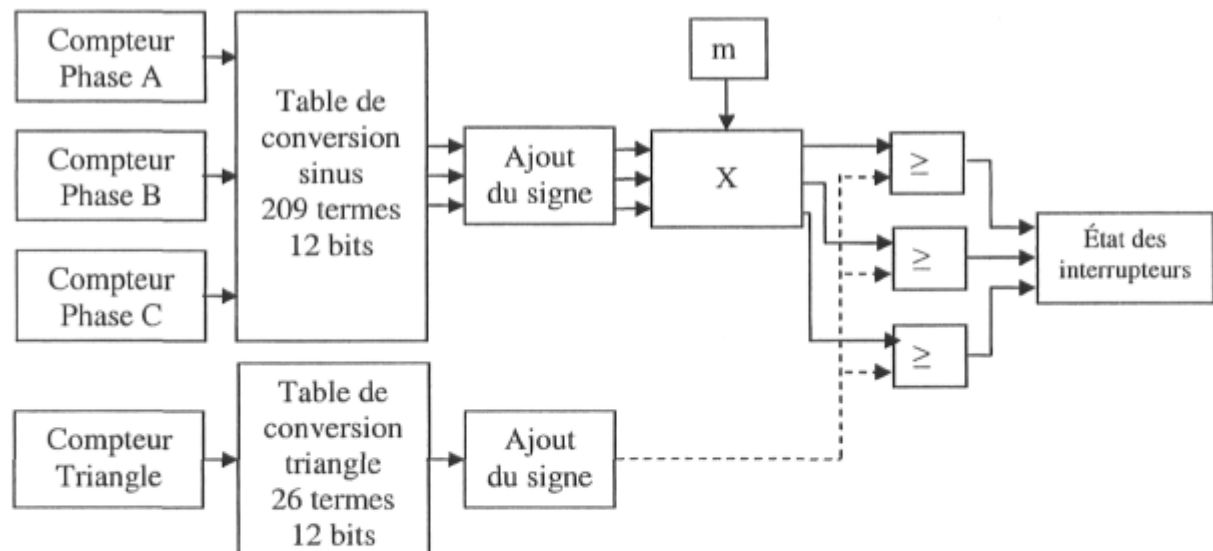 Compteur
Phase A
Compteur
Phase B
Compteur
Phase C
Table de
conversion
sinus
209 termes
12 bits
Ajout
du signe
m
X
≥
≥
≥
État des
interrupteurs
Compteur
Triangle
Table de
conversion
triangle
26 termes
12 bits
Ajout
du signe